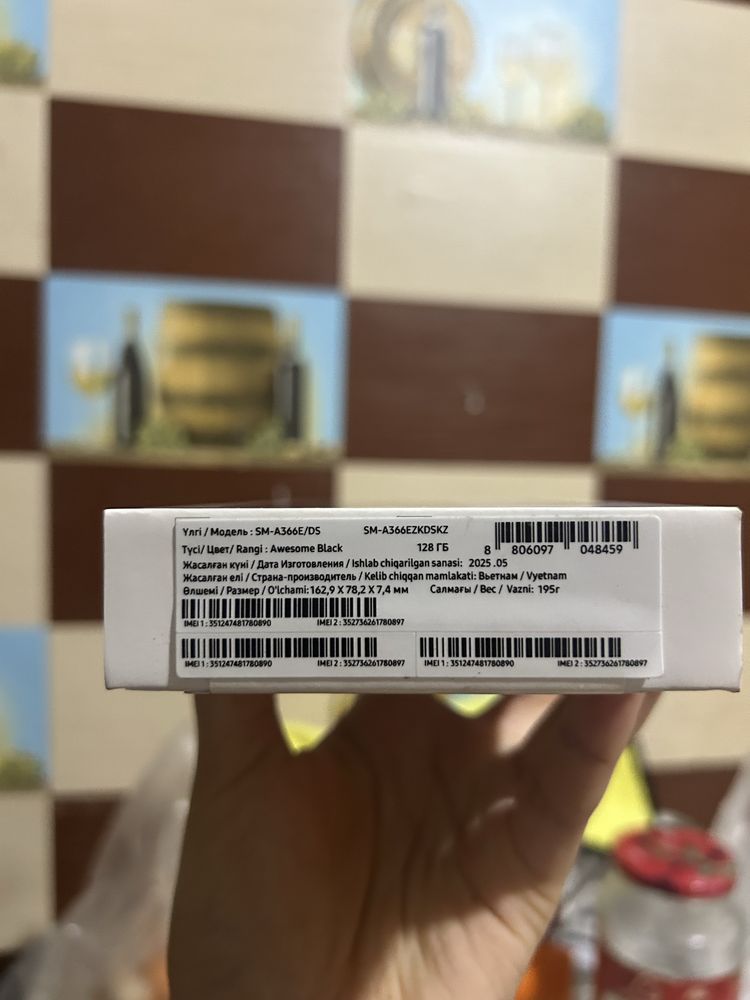 Үлгі / Модель : SM-A366E/DS SM-A366EZKDSKZ
Түсі/ Цвет/ Rangi : Awesome Black 128 ГБ
8 806097 048459
Жасалған күні / Дата Изготовления / Ishlab chiqarilgan sanasi: 2025 .05
Жасалған елі / Страна-производитель / Kelib chiqqan mamlakati: Вьетнам / Vyetnam
Өлшемі / Размер / O'lchami:162,9 X 78,2 X 7,4 мм Салмағы / Вес / Vazni: 195г
IMEI 1 : 351247481780890 IMEI 2 : 352736261780897
IMEI 1 : 351247481780890 IMEI 2 : 352736261780897 IMEI 1 : 351247481780890 IMEI 2 : 352736261780897